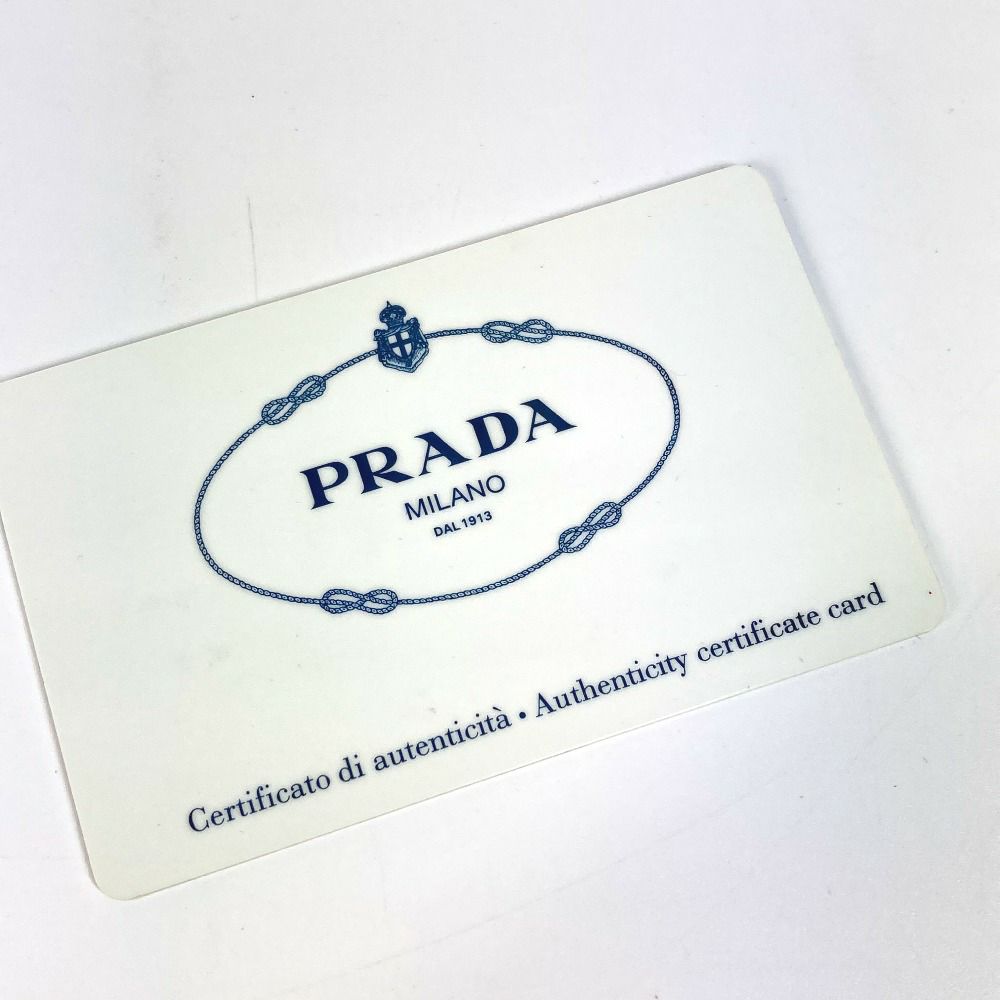 PRADA
MILANO
DAL 1913
Certificato di autenticità • Authenticity certificate card